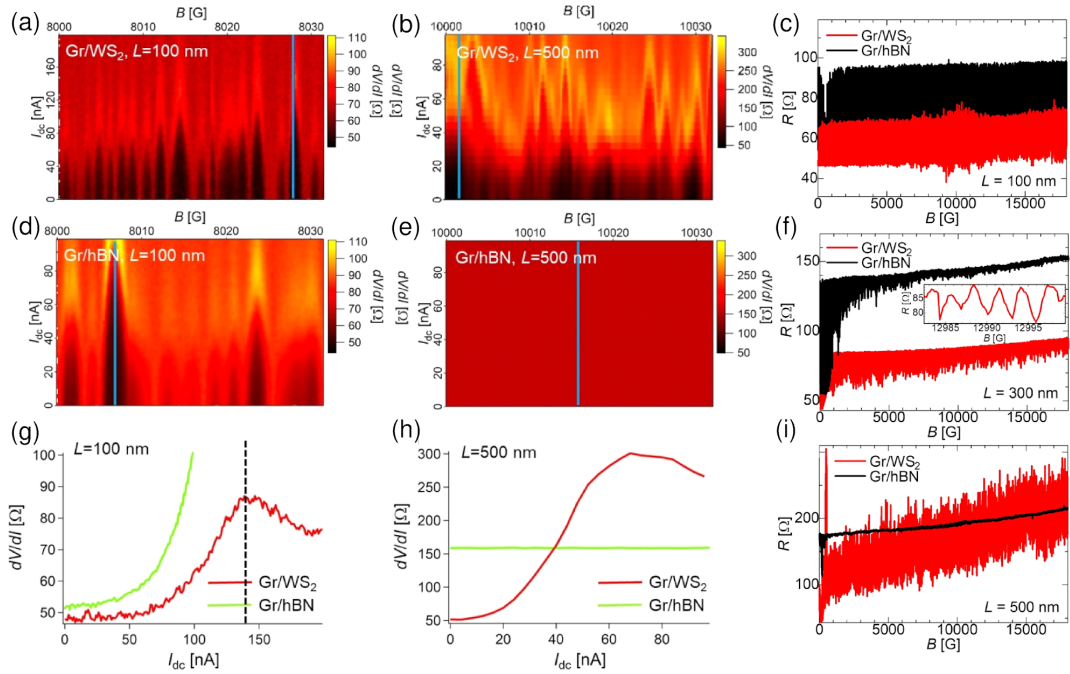 (a)
B [G]
8000 8010 8020 8030
Gr/WS2, L=100 nm
Idc [nA]
160
120
80
40
0
110
100
90
80
70
60
50
dV/dI [Ω]
(b)
dV/dI [Ω]
B [G]
10000 10010 10020 10030
Gr/WS2, L=500 nm
Idc [nA]
80
60
40
20
0
300
250
200
150
100
50
dV/dI [Ω]
(c)
Gr/WS2
Gr/hBN
R [Ω]
100
80
60
40
0 5000 10000 15000
B [G]
L = 100 nm
(d)
B [G]
8000 8010 8020 8030
Gr/hBN, L=100 nm
Idc [nA]
80
60
40
20
0
110
100
90
80
70
60
50
dV/dI [Ω]
(e)
dV/dI [Ω]
B [G]
10000 10010 10020 10030
Gr/hBN, L=500 nm
Idc [nA]
80
60
40
20
0
300
250
200
150
100
50
dV/dI [Ω]
(f)
Gr/WS2
Gr/hBN
R [Ω]
150
100
50
R [Ω]
85
80
12985 12990 12995
B [G]
0 5000 10000 15000
B [G]
L = 300 nm
(g)
L=100 nm
dV/dI [Ω]
100
90
80
70
60
50
Gr/WS2
Gr/hBN
0 50 100 150
Idc [nA]
(h)
L=500 nm
dV/dI [Ω]
300
250
200
150
100
50
Gr/WS2
Gr/hBN
0 20 40 60 80
Idc [nA]
(i)
Gr/WS2
Gr/hBN
R [Ω]
200
100
0 5000 10000 15000
B [G]
L = 500 nm